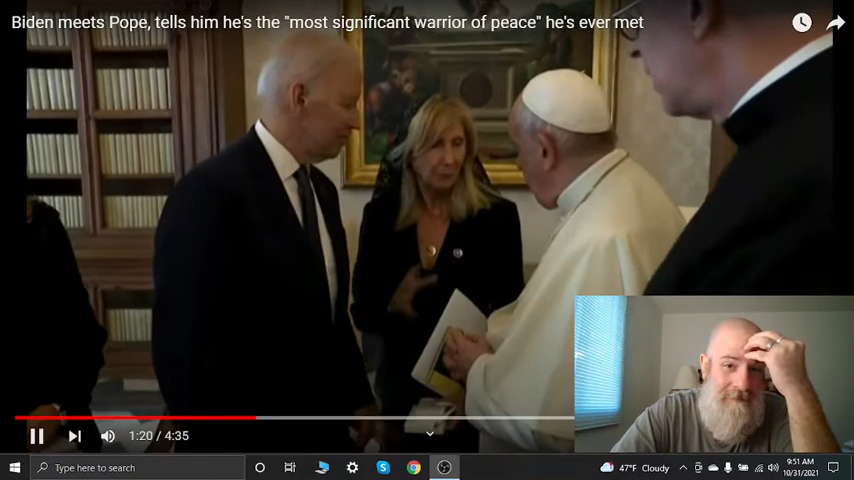 Biden meets Pope, tells him he's the "most significant warrior of peace" he's ever met
1:20 / 4:35
Type here to search
47°F Cloudy
9:51 AM
10/31/2021